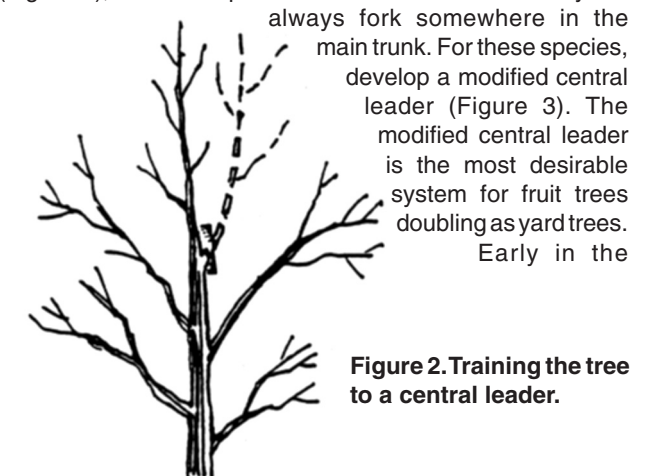 always fork somewhere in the
main trunk. For these species,
develop a modified central
leader (Figure 3). The
modified central leader
is the most desirable
system for fruit trees
doubling as yard trees.
Early in the
Figure 2. Training the tree
to a central leader.